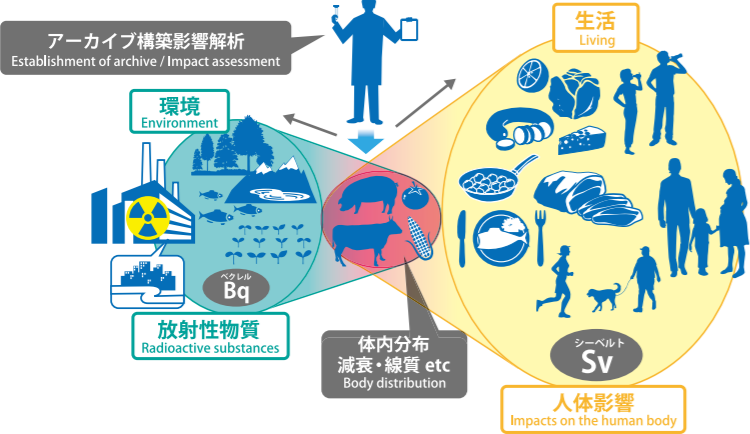 アーカイブ構築影響解析
Establishment of archive / Impact assessment
生活
Living
環境
Environment
ベクレル
Bq
放射性物質
Radioactive substances
体内分布
減衰・線質 etc
Body distribution
シーベルト
Sv
人体影響
Impacts on the human body